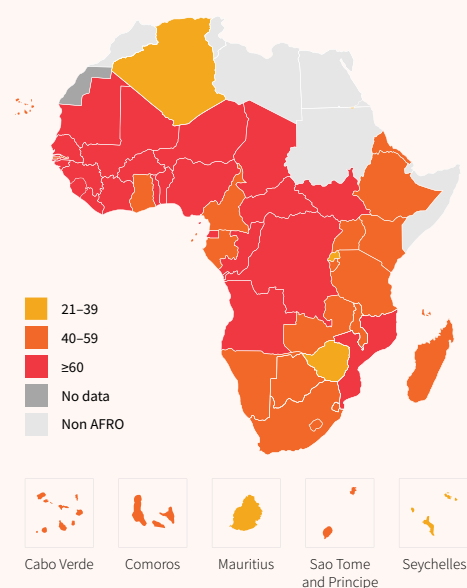 21–39
40–59
≥60
No data
Non AFRO
Cabo Verde
Comoros
Mauritius
Sao Tome
and Principe
Seychelles